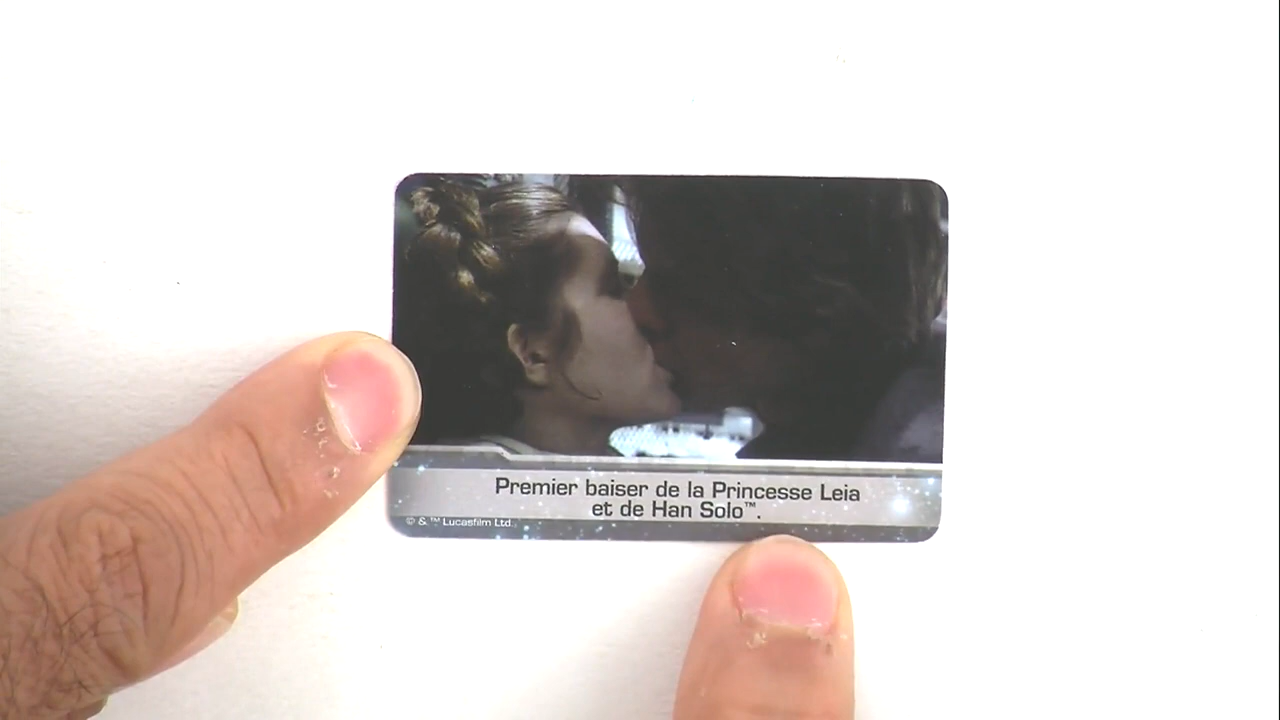 Premier baiser de la Princesse Leia
et de Han Solo™.
© & ™ Lucasfilm Ltd.